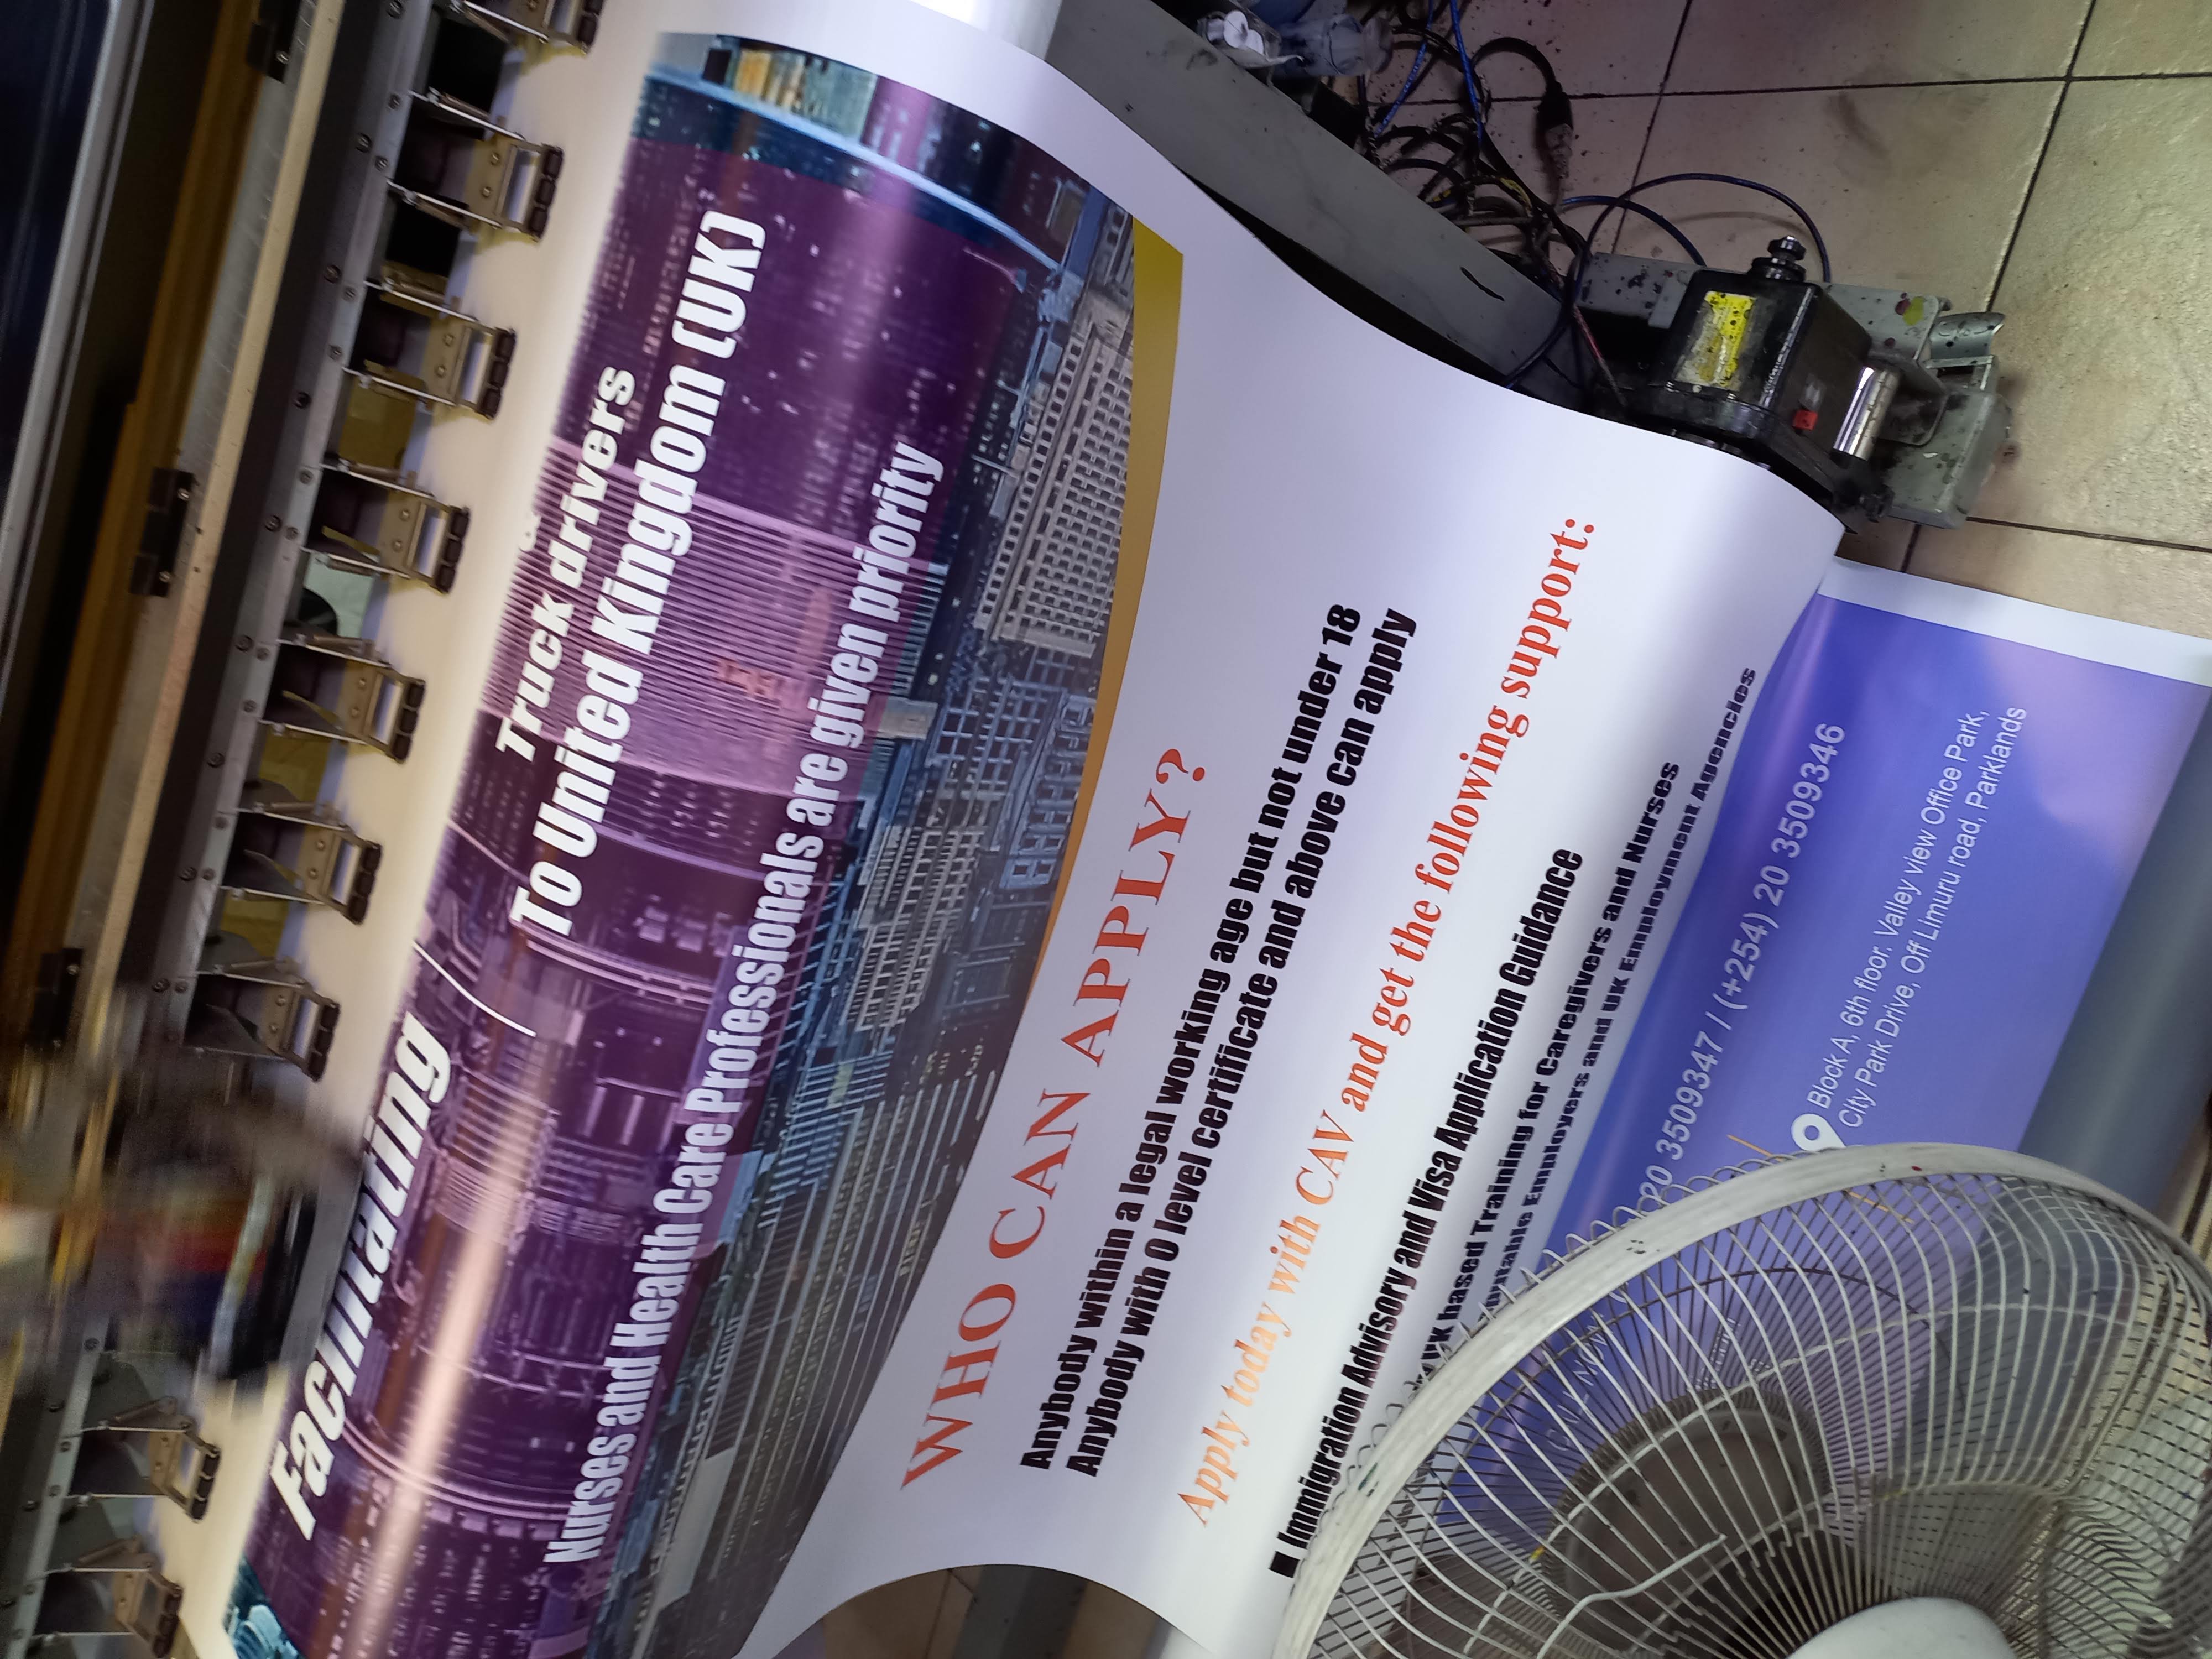 Facilitating
&
Truck drivers
To United Kingdom (UK)
Nurses and Health Care Professionals are given priority
WHO CAN APPLY?
Anybody within a legal working age but not under 18
Anybody with O level certificate and above can apply
Apply today with CAV and get the following support:
Immigration Advisory and Visa Application Guidance
UK based Training for Caregivers and Nurses
Employers and UK Employment Agencies
CALL NOW
20 3509347 / (+254) 20 3509346
Block A, 6th floor, Valley view Office Park,
City Park Drive, Off Limuru road, Parklands